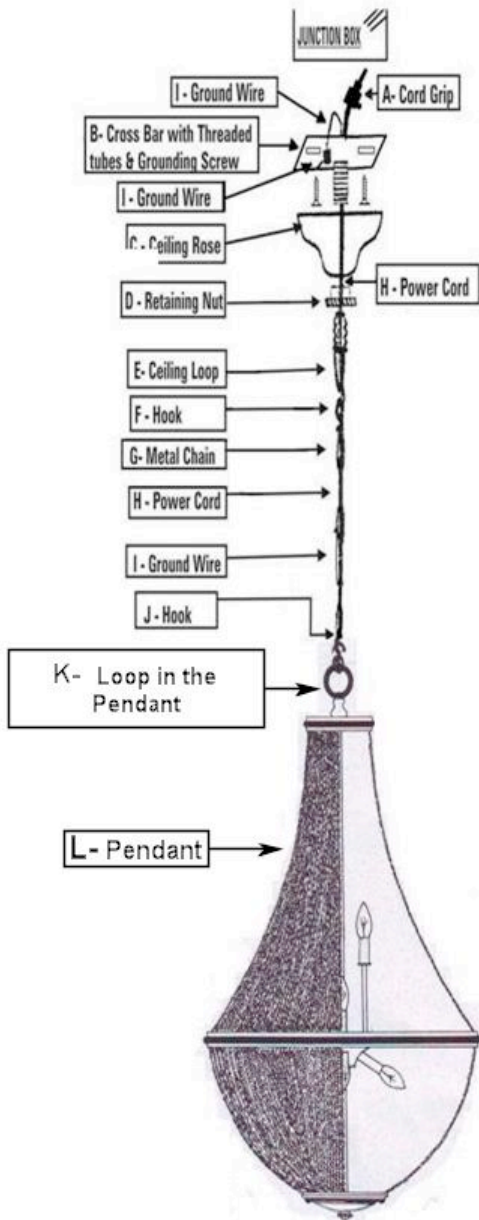 JUNCTION BOX
I - Ground Wire
A- Cord Grip
B- Cross Bar with Threaded
tubes & Grounding Screw
I - Ground Wire
C - Ceiling Rose
H - Power Cord
D - Retaining Nut
E- Ceiling Loop
F - Hook
G- Metal Chain
H - Power Cord
I - Ground Wire
J - Hook
K- Loop in the
Pendant
L- Pendant